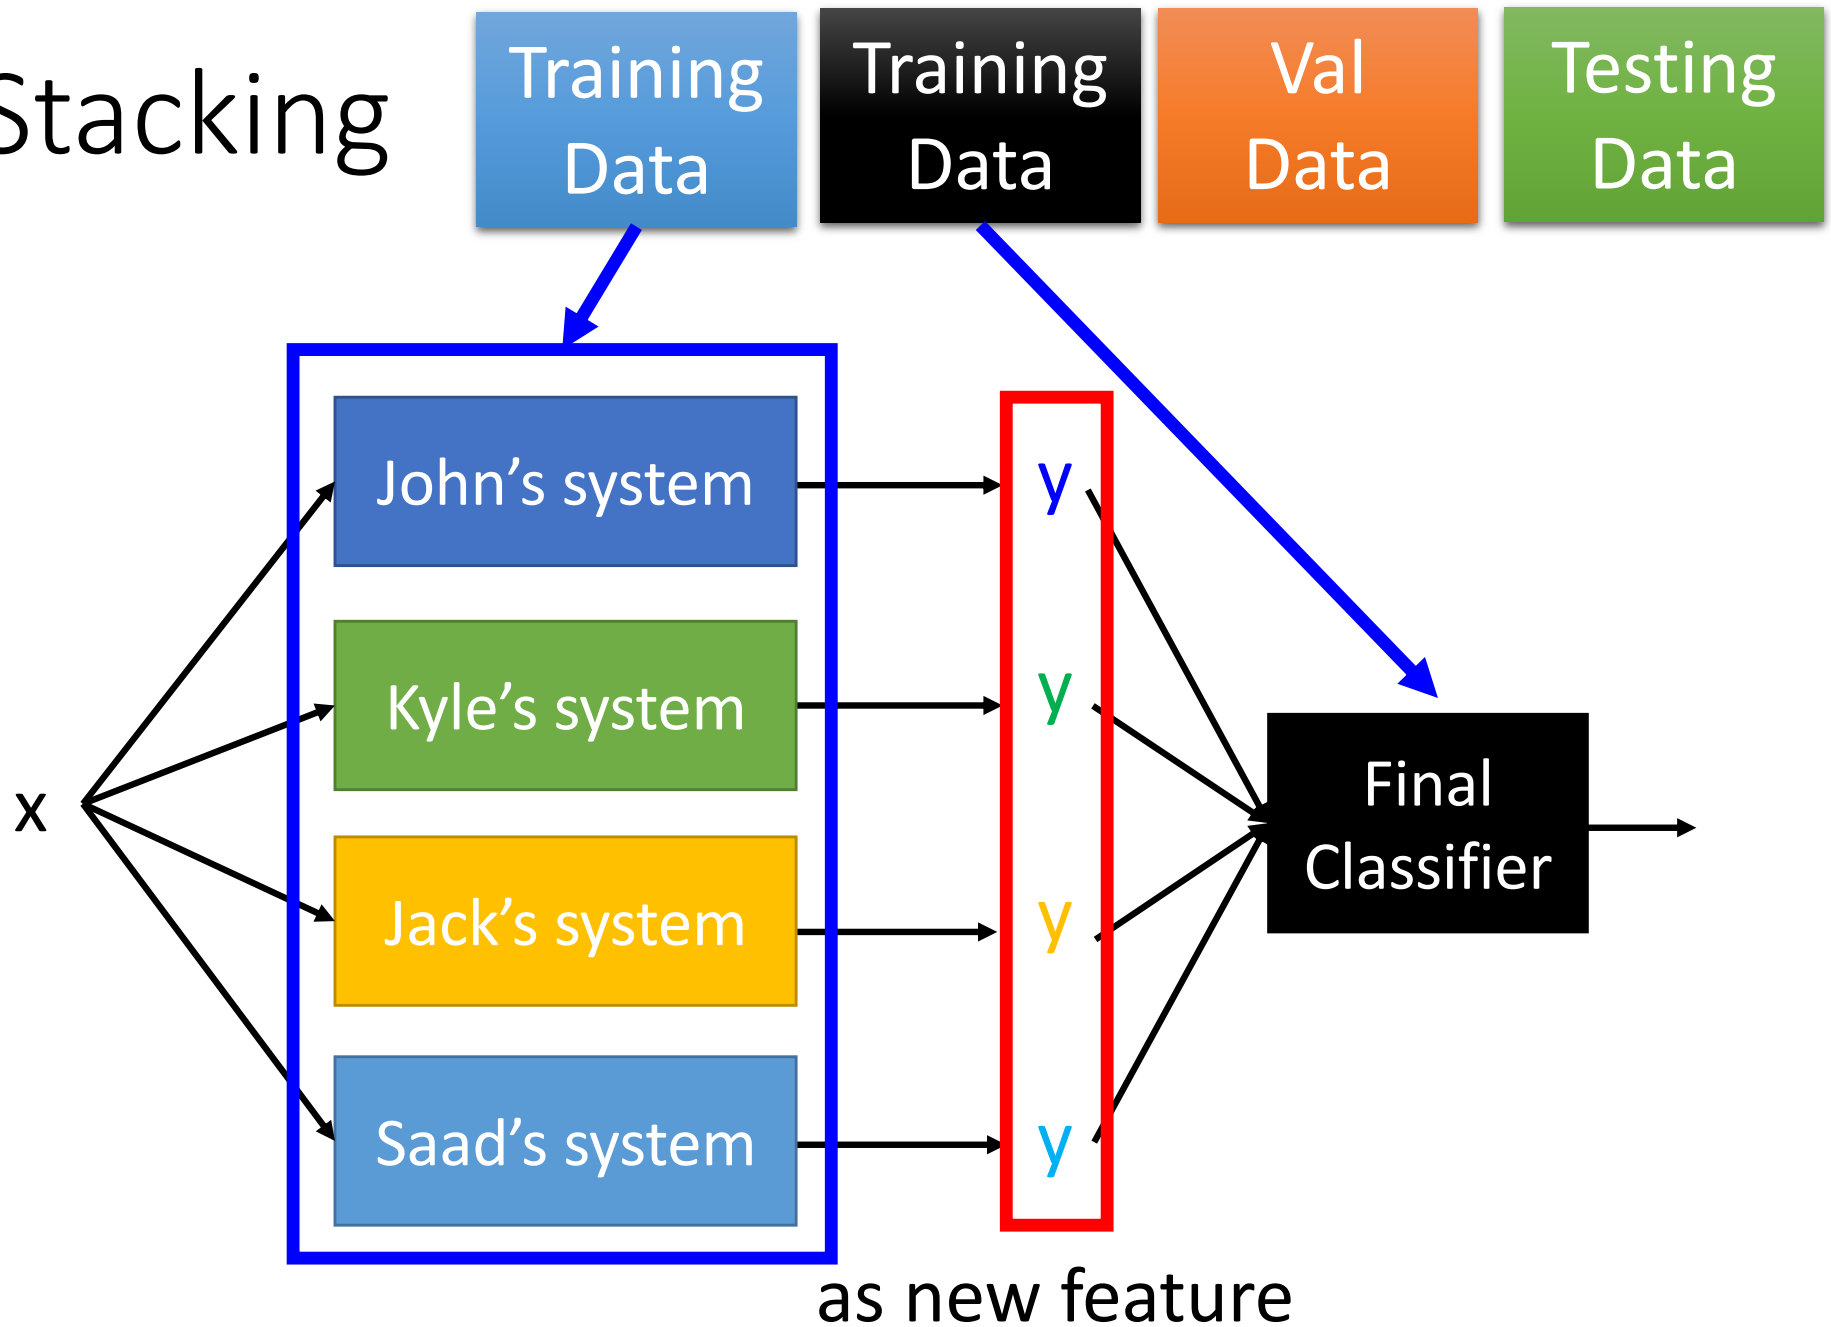 Stacking
Training
Data
Training
Data
Val
Data
Testing
Data
John's system
Kyle's system
Jack's system
Saad's system
x
y
y
y
y
Final
Classifier
as new feature